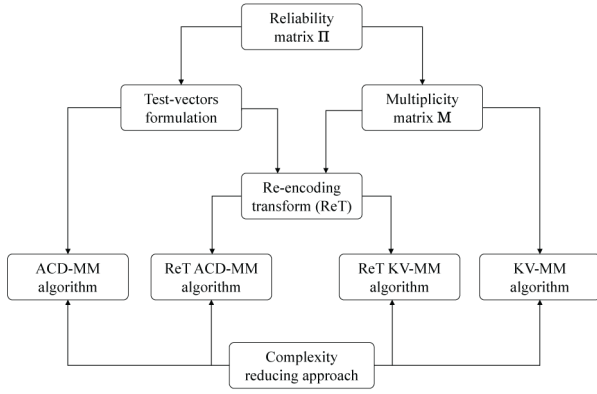 Reliability
matrix Π
Test-vectors
formulation
Multiplicity
matrix M
Re-encoding
transform (ReT)
ACD-MM
algorithm
ReT ACD-MM
algorithm
ReT KV-MM
algorithm
KV-MM
algorithm
Complexity
reducing approach